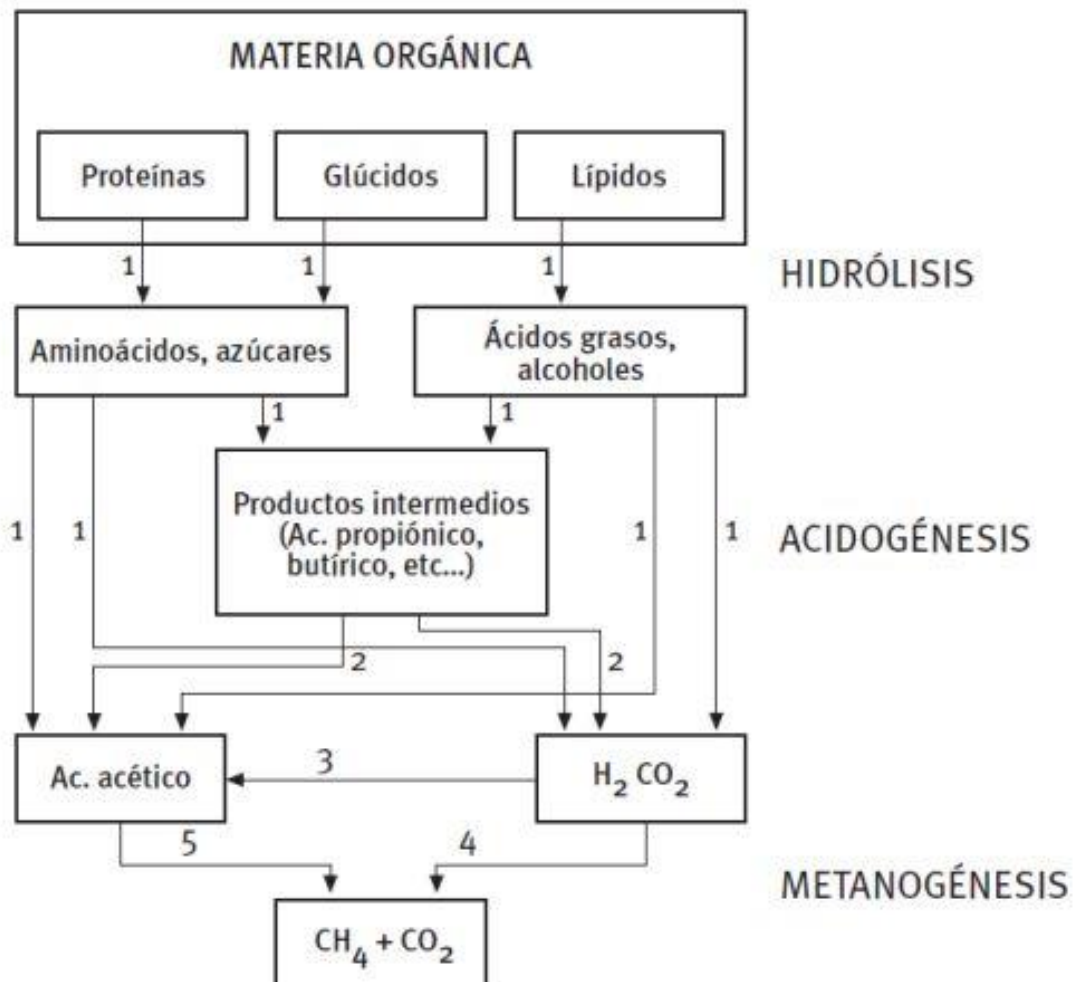 MATERIA ORGÁNICA
Proteínas
Glúcidos
Lípidos
1
1
1
HIDRÓLISIS
Aminoácidos, azúcares
Ácidos grasos,
alcoholes
1
1
Productos intermedios
(Ac. propiónico,
butírico, etc...)
1
1
1
1
ACIDOGÉNESIS
2
2
Ac. acético
3
H₂ CO₂
5
4
METANOGÉNESIS
CH₄ + CO₂